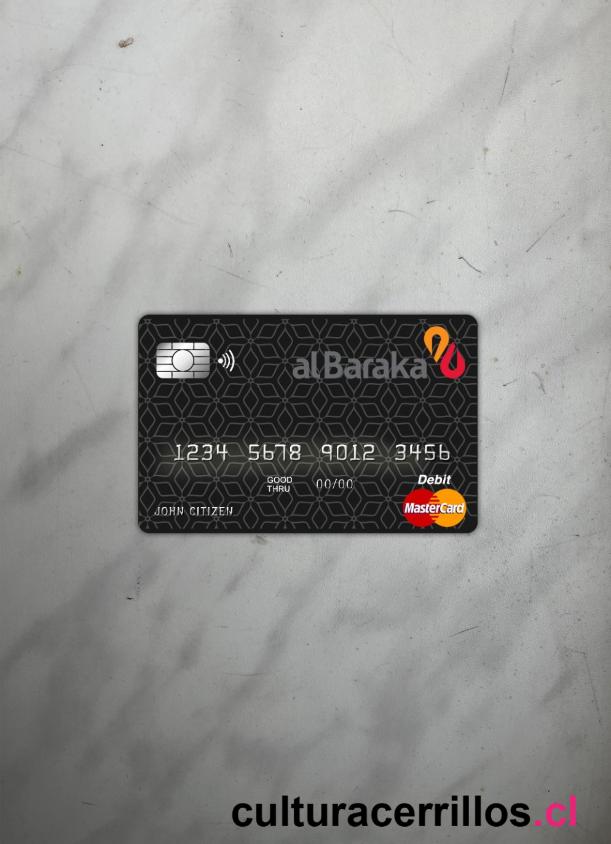 alBaraka
1234 5678 9012 3456
GOOD
THRU
00/00
Debit
JOHN CITIZEN
MasterCard
culturacerrillos.cl